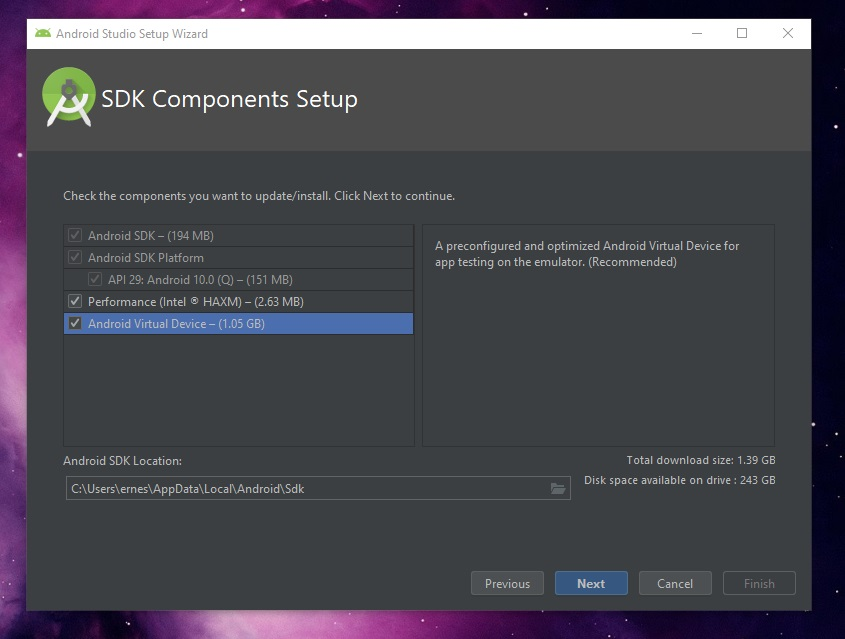 Android Studio Setup Wizard
SDK Components Setup
Check the components you want to update/install. Click Next to continue.
Android SDK – (194 MB)
Android SDK Platform
API 29: Android 10.0 (Q) – (151 MB)
Performance (Intel ® HAXM) – (2.63 MB)
Android Virtual Device – (1.05 GB)
A preconfigured and optimized Android Virtual Device for
app testing on the emulator. (Recommended)
Android SDK Location:
Total download size: 1.39 GB
Disk space available on drive : 243 GB
C:\Users\ernes\AppData\Local\Android\Sdk
Previous
Next
Cancel
Finish